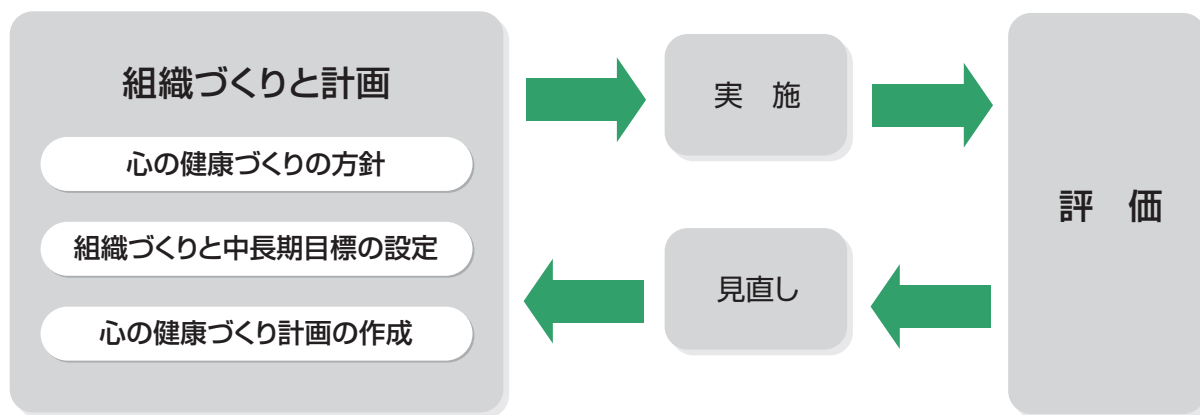 組織づくりと計画
心の健康づくりの方針
組織づくりと中長期目標の設定
心の健康づくり計画の作成
実　施
評　価
見直し